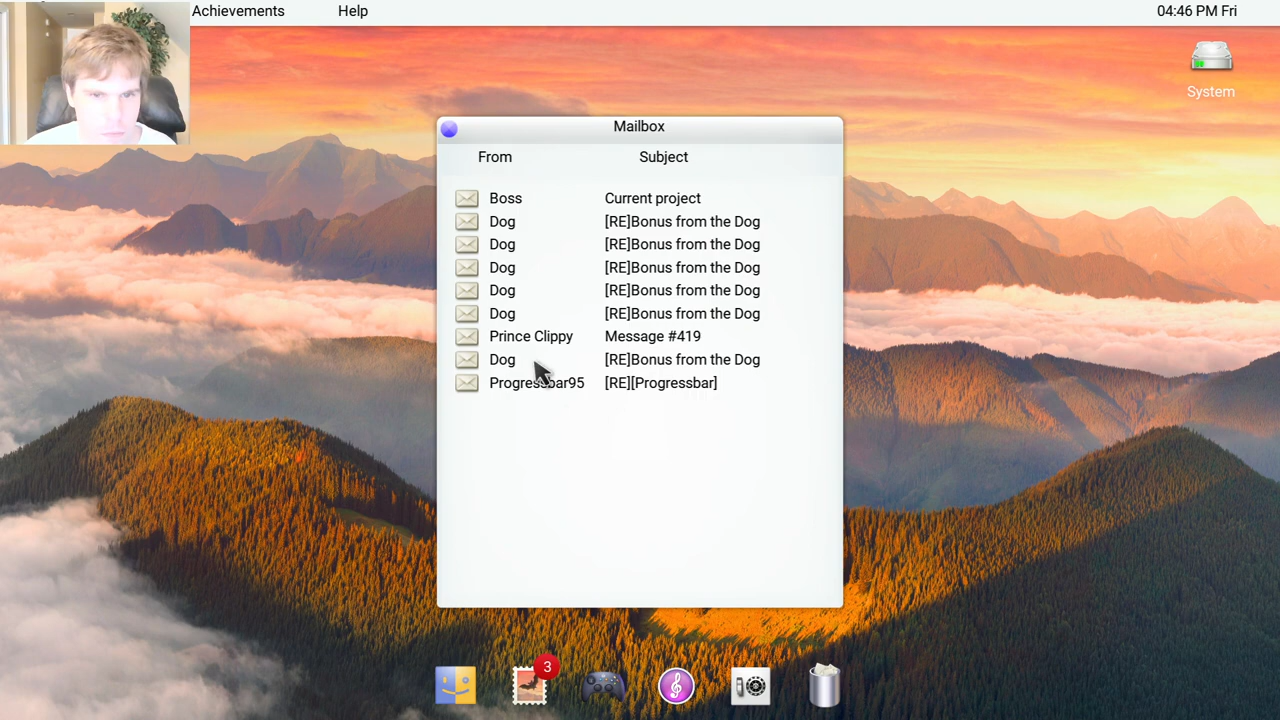 Achievements Help 04:46 PM Fri
System
Mailbox
From Subject
Boss Current project
Dog [RE]Bonus from the Dog
Dog [RE]Bonus from the Dog
Dog [RE]Bonus from the Dog
Dog [RE]Bonus from the Dog
Dog [RE]Bonus from the Dog
Prince Clippy Message #419
Dog [RE]Bonus from the Dog
Progressbar95 [RE][Progressbar]
3